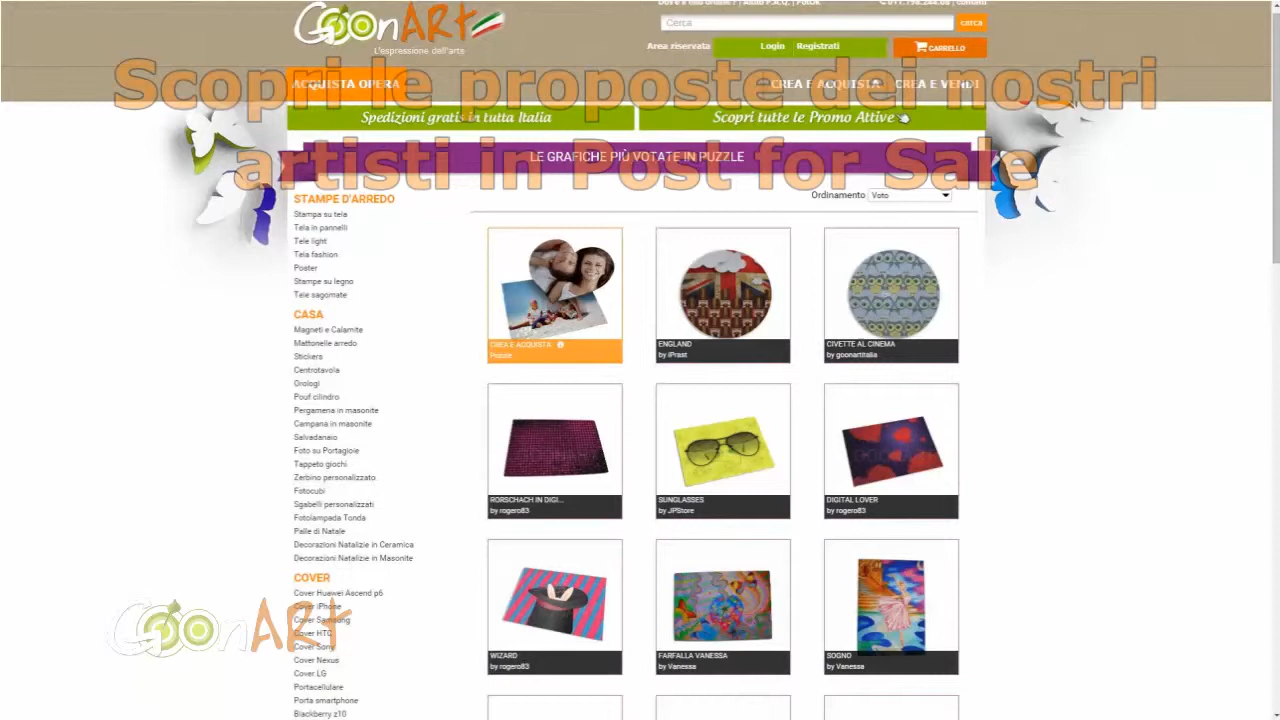 GoonART
L'espressione dell'arte
Cerca
cerca
Area riservata
Login
Registrati
CARRELLO
ACQUISTA OPERA
CREA E ACQUISTA
CREA E VENDI
Scopri le proposte dei nostri
artisti in Post for Sale
Spedizioni gratis in tutta Italia
Scopri tutte le Promo Attive
LE GRAFICHE PIÙ VOTATE IN PUZZLE
Ordinamento
Voto
STAMPE D'ARREDO
Stampa su tela
Tela in pannelli
Tele light
Tela fashion
Poster
Stampe su legno
Tele sagomate
CASA
Magneti e Calamite
Mattonelle arredo
Stickers
Centrotavola
Orologi
Pouf cilindro
Pergamena in masonite
Campana in masonite
Salvadanaio
Foto su Portagioie
Tappeto giochi
Zerbino personalizzato
Fotocubi
Sgabelli personalizzati
Fotolampada Tonda
Palle di Natale
Decorazioni Natalizie in Ceramica
Decorazioni Natalizie in Masonite
COVER
Cover Huawei Ascend p6
Cover iPhone
Cover Samsung
Cover HTC
Cover Sony
Cover Nexus
Cover LG
Portacellulare
Porta smartphone
Blackberry z10
CREA E ACQUISTA
Puzzle
ENGLAND
by iPrast
CIVETTE AL CINEMA
by goonartitalia
RORSCHACH IN DIGI...
by rogero83
SUNGLASSES
by JPStore
DIGITAL LOVER
by rogero83
WIZARD
by rogero83
FARFALLA VANESSA
by Vanessa
SOGNO
by Vanessa
GoonART